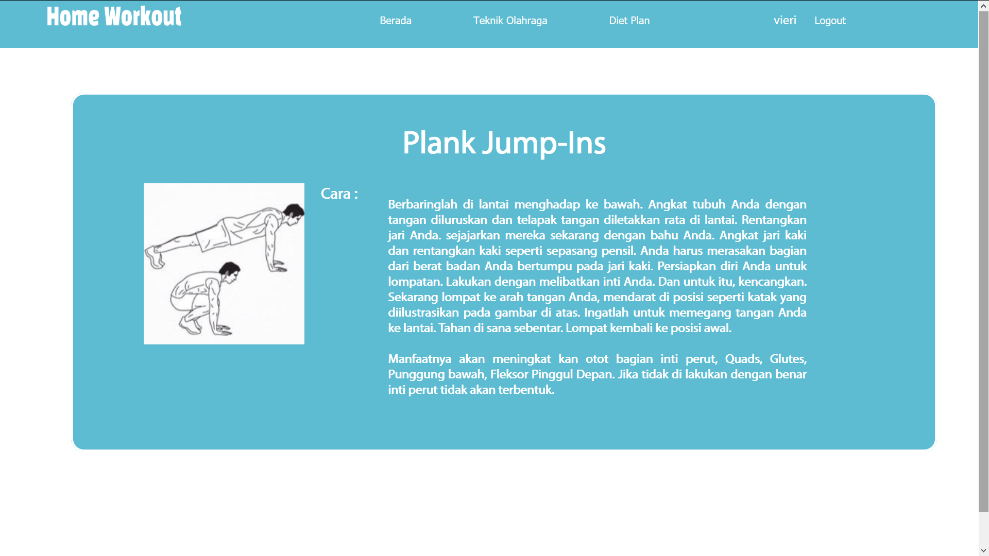 Home Workout
Berada
Teknik Olahraga
Diet Plan
vieri
Logout
Plank Jump-Ins
Cara :
Berbaringlah di lantai menghadap ke bawah. Angkat tubuh Anda dengan
tangan diluruskan dan telapak tangan diletakkan rata di lantai. Rentangkan
jari Anda. sejajarkan mereka sekarang dengan bahu Anda. Angkat jari kaki
dan rentangkan kaki seperti sepasang pensil. Anda harus merasakan bagian
dari berat badan Anda bertumpu pada jari kaki. Persiapkan diri Anda untuk
lompatan. Lakukan dengan melibatkan inti Anda. Dan untuk itu, kencangkan.
Sekarang lompat ke arah tangan Anda, mendarat di posisi seperti katak yang
diilustrasikan pada gambar di atas. Ingatlah untuk memegang tangan Anda
ke lantai. Tahan di sana sebentar. Lompat kembali ke posisi awal.
Manfaatnya akan meningkat kan otot bagian inti perut, Quads, Glutes,
Punggung bawah, Fleksor Pinggul Depan. Jika tidak di lakukan dengan benar
inti perut tidak akan terbentuk.